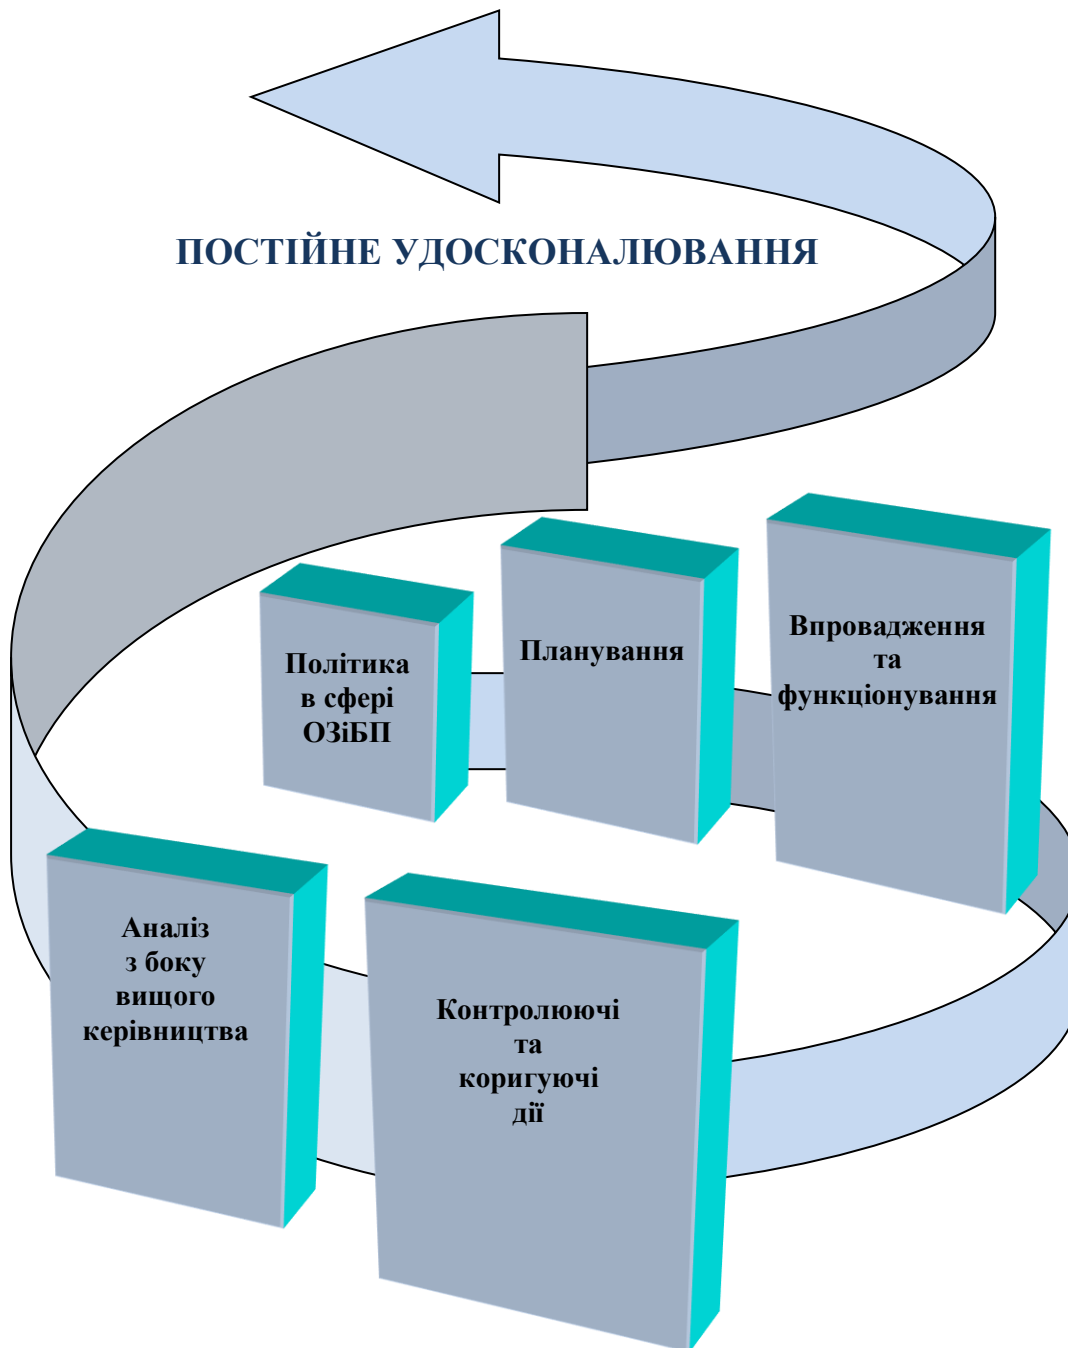 ПОСТІЙНЕ УДОСКОНАЛЮВАННЯ
Політика
в сфері
ОЗіБП
Планування
Впровадження
та
функціонування
Аналіз
з боку
вищого
керівництва
Контролюючі
та
коригуючі
дії